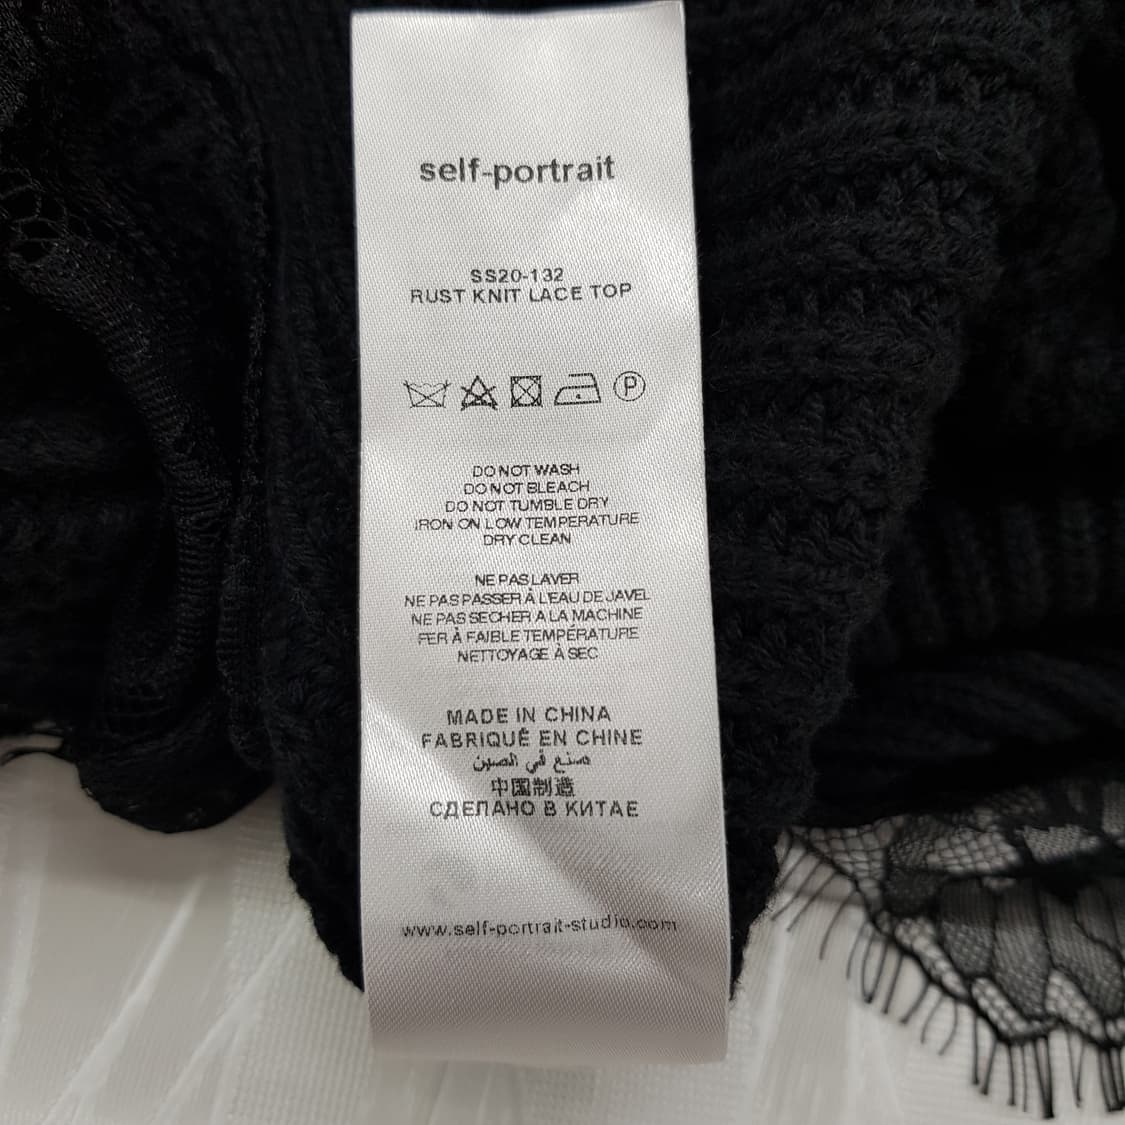 self-portrait
SS20-132
RUST KNIT LACE TOP
P
DO NOT WASH
DO NOT BLEACH
DO NOT TUMBLE DRY
IRON ON LOW TEMPERATURE
DRY CLEAN
NE PAS LAVER
NE PAS PASSER À L'EAU DE JAVEL
NE PAS SECHER A LA MACHINE
FER À FAIBLE TEMPÉRATURE
NETTOYAGE À SEC
MADE IN CHINA
FABRIQUÉ EN CHINE
صنع في الصين
中国制造
СДЕЛАНО В КИТАЕ
www.self-portrait-studio.com